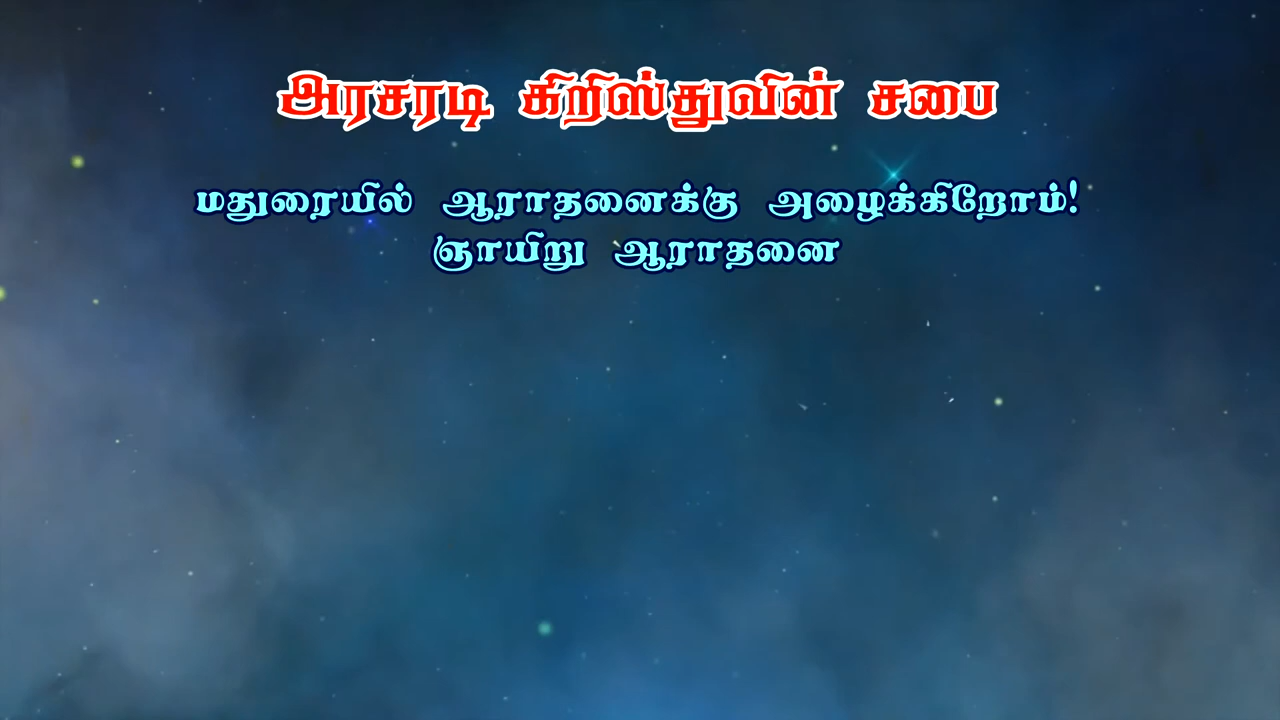 அரசரடி கிறிஸ்துவின் சபை
மதுரையில் ஆராதனைக்கு அழைக்கிறோம்!
ஞாயிறு ஆராதனை